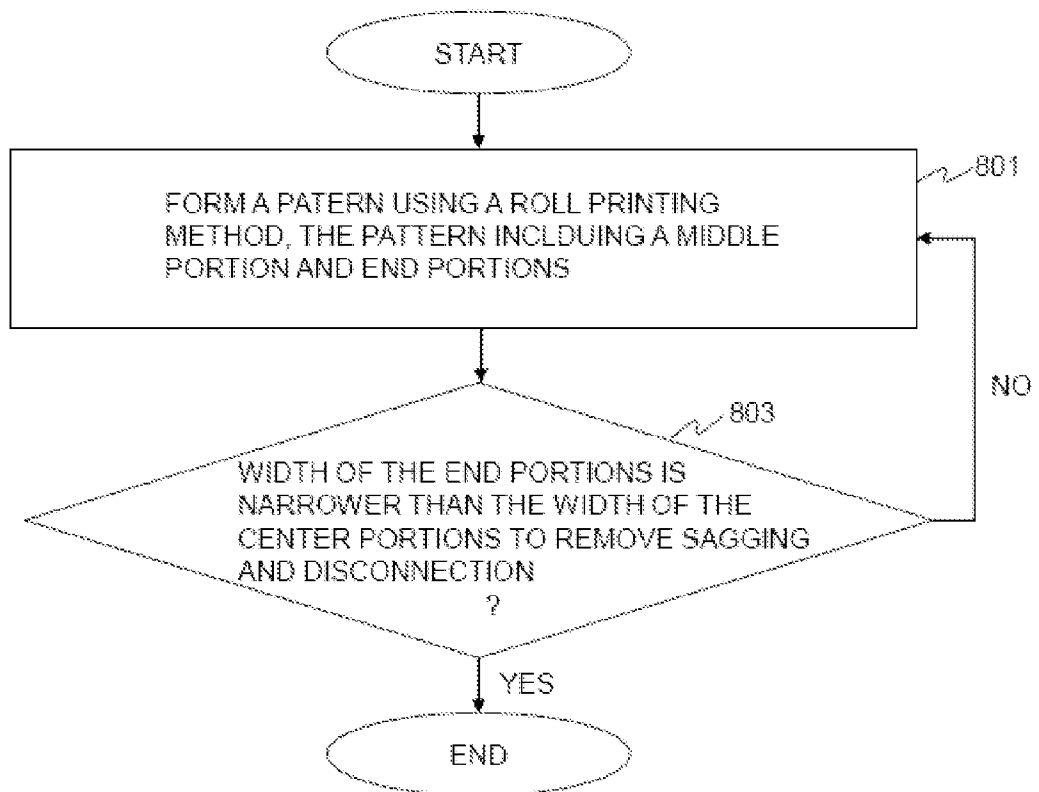 START
801
FORM A PATERN USING A ROLL PRINTING
METHOD, THE PATTERN INCLDUING A MIDDLE
PORTION AND END PORTIONS
NO
803
WIDTH OF THE END PORTIONS IS
NARROWER THAN THE WIDTH OF THE
CENTER PORTIONS TO REMOVE SAGGING
AND DISCONNECTION
?
YES
END